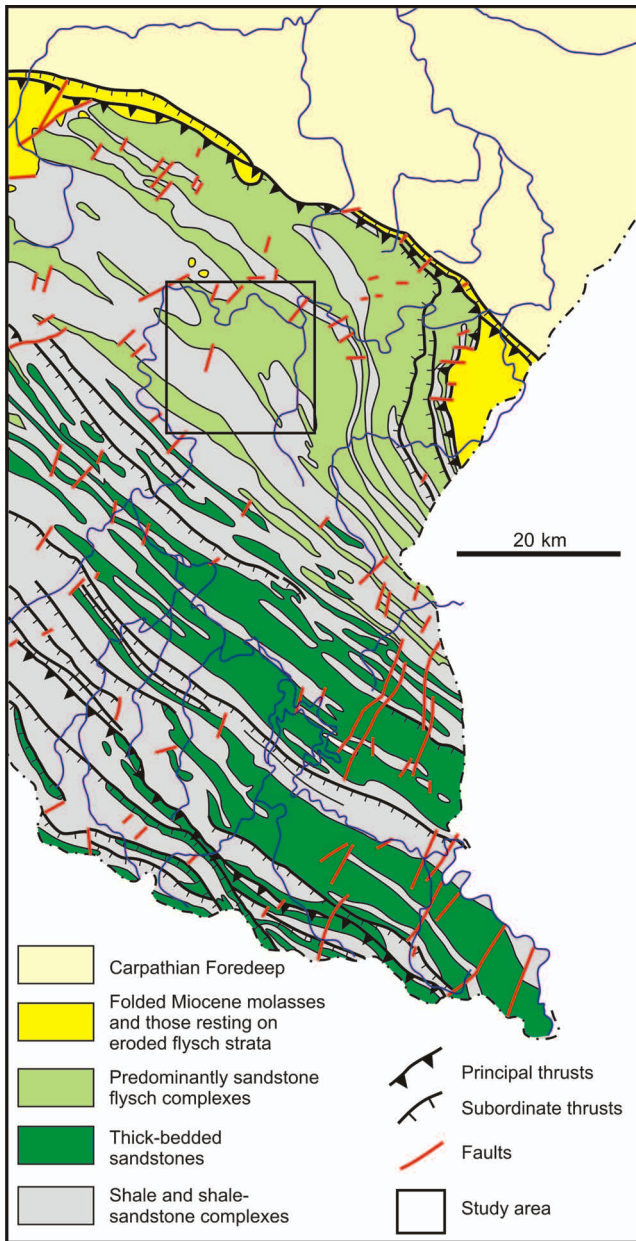 20 km
Carpathian Foredeep
Folded Miocene molasses
and those resting on
eroded flysch strata
Predominantly sandstone
flysch complexes
Thick-bedded
sandstones
Shale and shale-
sandstone complexes
Principal thrusts
Subordinate thrusts
Faults
Study area